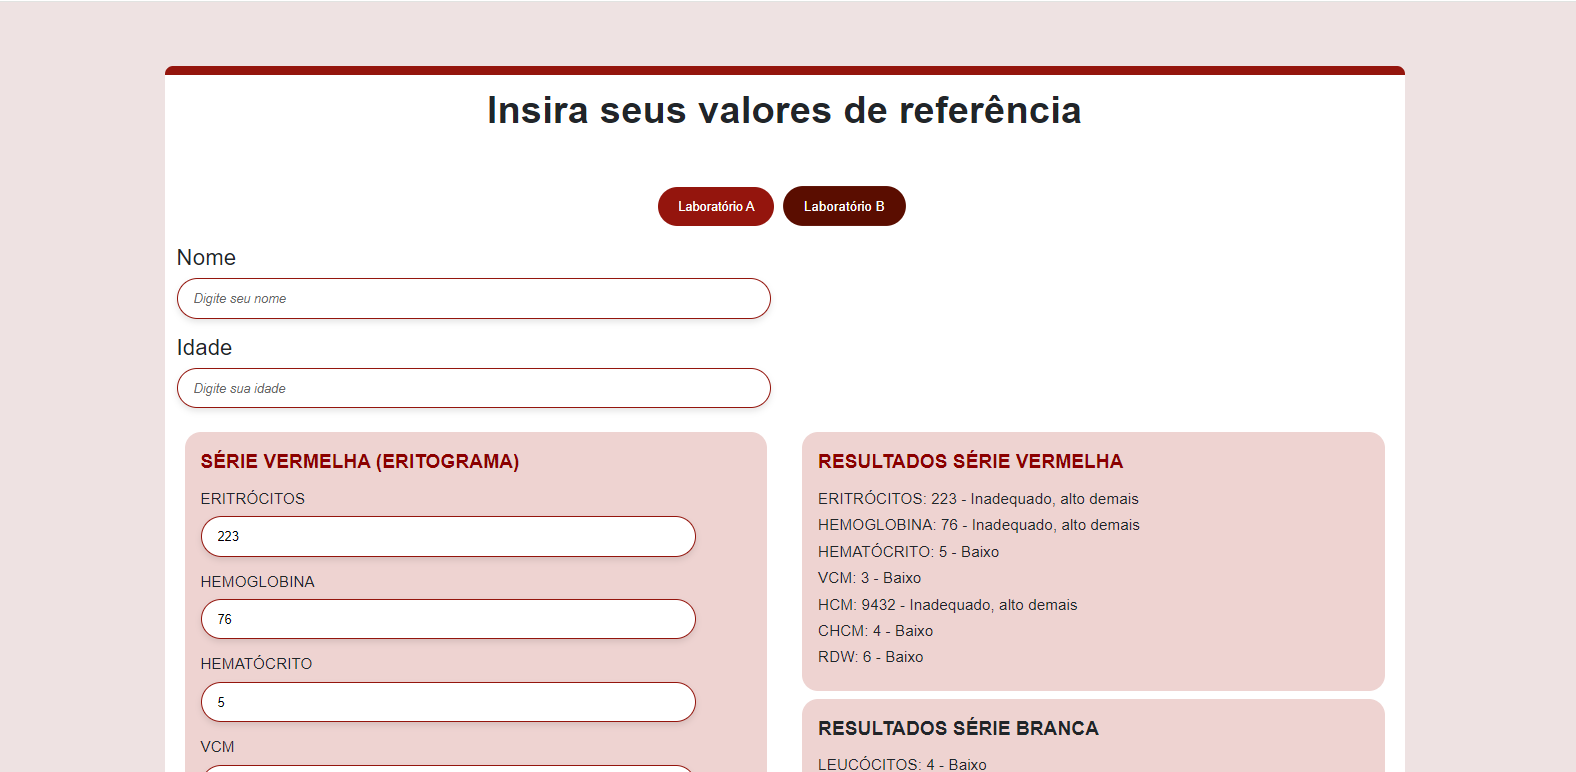 Insira seus valores de referência
Laboratório A
Laboratório B
Nome
Digite seu nome
Idade
Digite sua idade
SÉRIE VERMELHA (ERITOGRAMA)
ERITRÓCITOS
223
HEMOGLOBINA
76
HEMATÓCRITO
5
VCM
RESULTADOS SÉRIE VERMELHA
ERITRÓCITOS: 223 - Inadequado, alto demais
HEMOGLOBINA: 76 - Inadequado, alto demais
HEMATÓCRITO: 5 - Baixo
VCM: 3 - Baixo
HCM: 9432 - Inadequado, alto demais
CHCM: 4 - Baixo
RDW: 6 - Baixo
RESULTADOS SÉRIE BRANCA
LEUCÓCITOS: 4 - Baixo